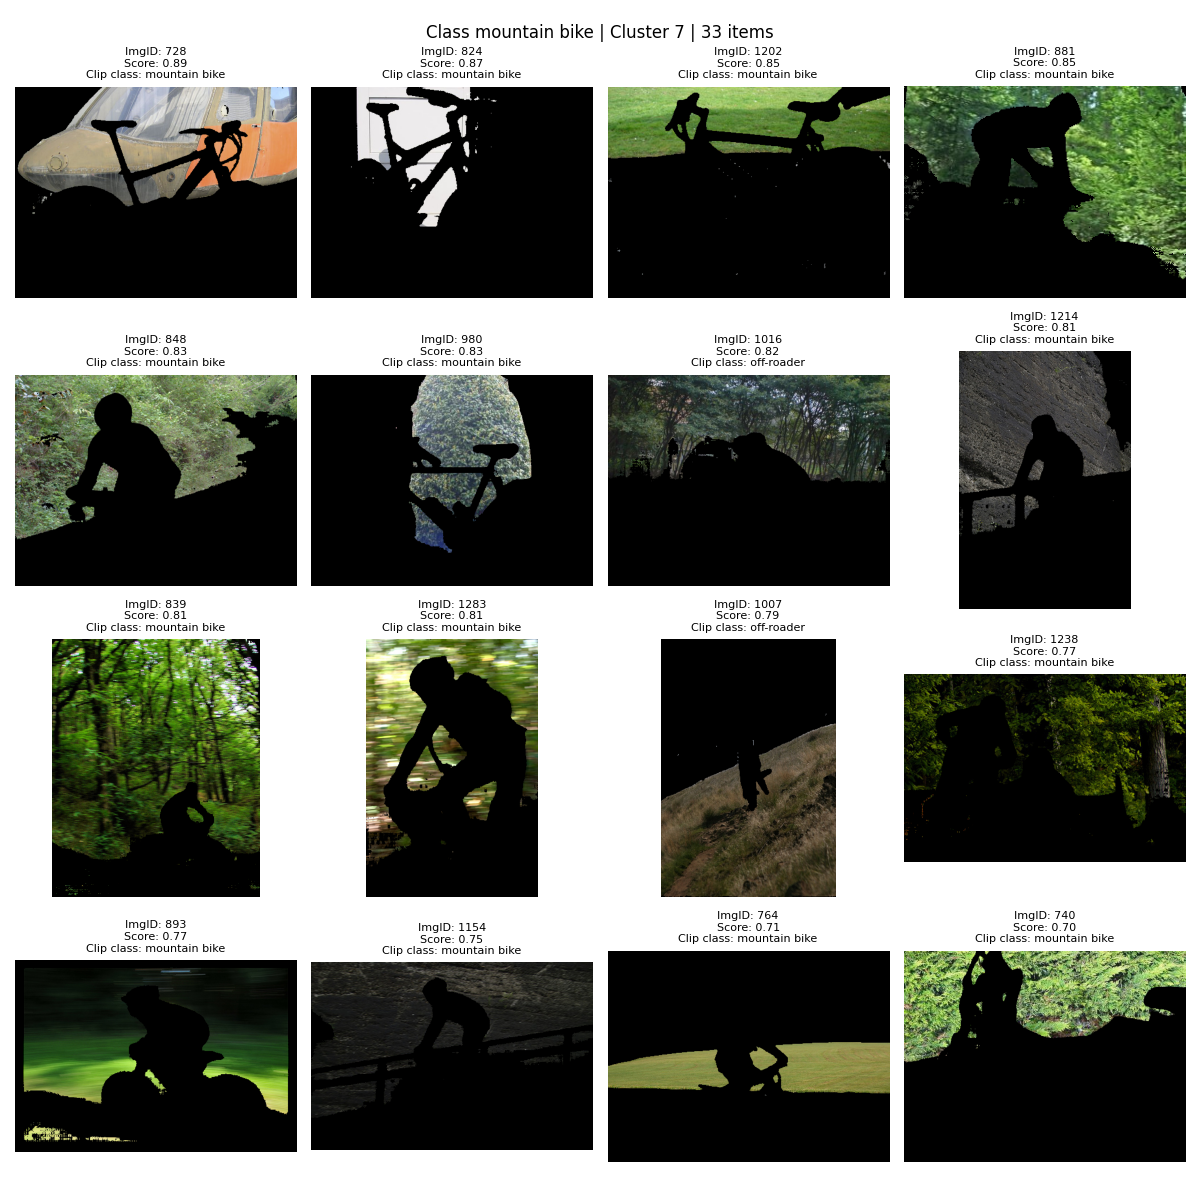 Class mountain bike | Cluster 7 | 33 items
ImgID: 728
Score: 0.89
Clip class: mountain bike
ImgID: 824
Score: 0.87
Clip class: mountain bike
ImgID: 1202
Score: 0.85
Clip class: mountain bike
ImgID: 881
Score: 0.85
Clip class: mountain bike
ImgID: 848
Score: 0.83
Clip class: mountain bike
ImgID: 980
Score: 0.83
Clip class: mountain bike
ImgID: 1016
Score: 0.82
Clip class: off-roader
ImgID: 1214
Score: 0.81
Clip class: mountain bike
ImgID: 839
Score: 0.81
Clip class: mountain bike
ImgID: 1283
Score: 0.81
Clip class: mountain bike
ImgID: 1007
Score: 0.79
Clip class: off-roader
ImgID: 1238
Score: 0.77
Clip class: mountain bike
ImgID: 893
Score: 0.77
Clip class: mountain bike
ImgID: 1154
Score: 0.75
Clip class: mountain bike
ImgID: 764
Score: 0.71
Clip class: mountain bike
ImgID: 740
Score: 0.70
Clip class: mountain bike